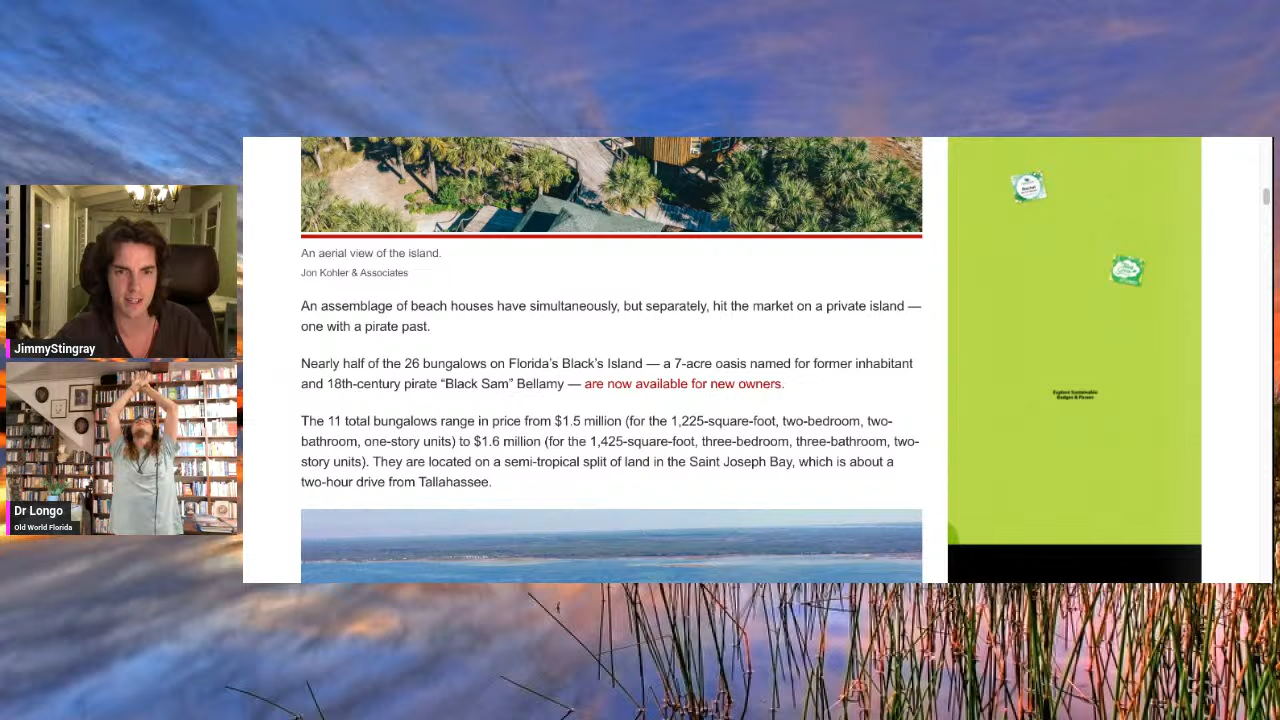 An aerial view of the island.
Jon Kohler & Associates
An assemblage of beach houses have simultaneously, but separately, hit the market on a private island —
one with a pirate past.
Nearly half of the 26 bungalows on Florida’s Black’s Island — a 7-acre oasis named for former inhabitant
and 18th-century pirate “Black Sam” Bellamy — are now available for new owners.
The 11 total bungalows range in price from $1.5 million (for the 1,225-square-foot, two-bedroom, two-
bathroom, one-story units) to $1.6 million (for the 1,425-square-foot, three-bedroom, three-bathroom, two-
story units). They are located on a semi-tropical split of land in the Saint Joseph Bay, which is about a
two-hour drive from Tallahassee.
JimmyStingray
Dr Longo
Old World Florida
Explore Sustainable
Badges &